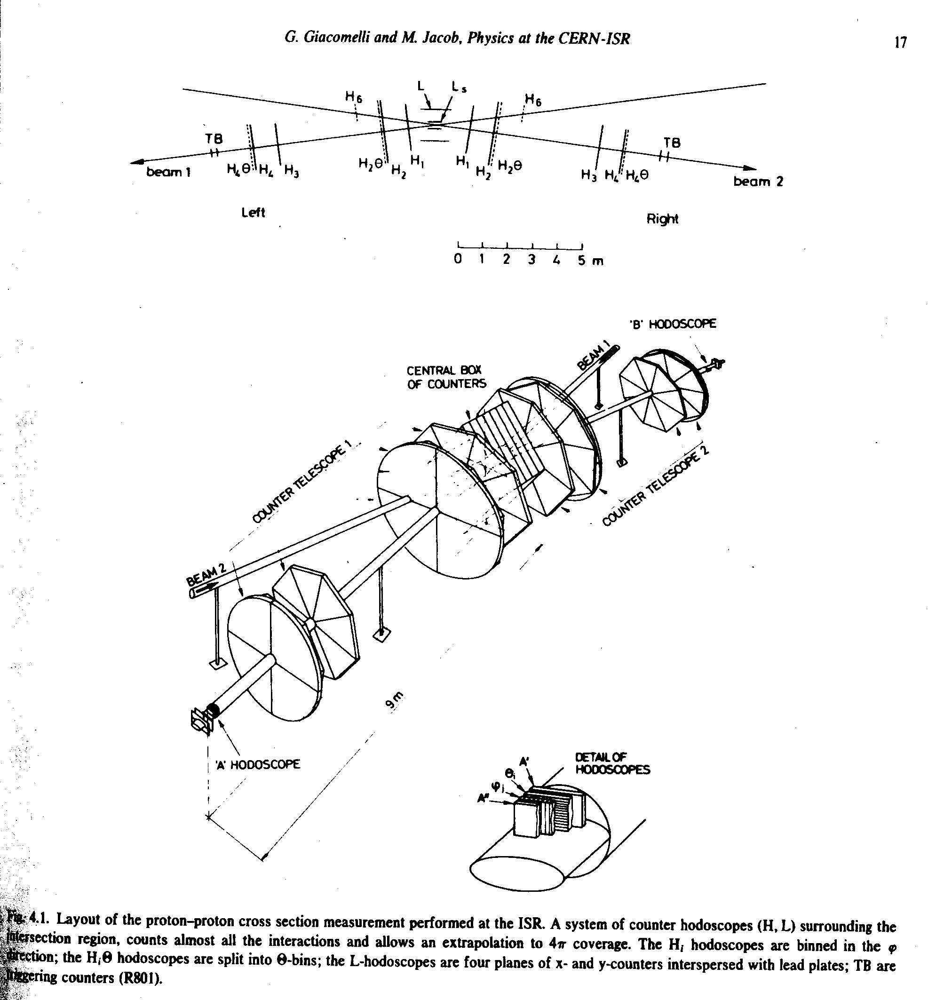 G. Giacomelli and M. Jacob, Physics at the CERN-ISR
17
L Ls
H6 H6
TB TB
beam 1 H4Θ H4 H3 H2Θ H2 H1 H1 H2 H2Θ H3 H4 H4Θ beam 2
Left Right
0 1 2 3 4 5 m
'B' HODOSCOPE
BEAM 1
CENTRAL BOX
OF COUNTERS
COUNTER TELESCOPE 1
COUNTER TELESCOPE 2
BEAM 2
9 m
'A' HODOSCOPE
DETAIL OF
HODOSCOPES
A'
Θi
φi
A"
Fig. 4.1. Layout of the proton–proton cross section measurement performed at the ISR. A system of counter hodoscopes (H, L) surrounding the
intersection region, counts almost all the interactions and allows an extrapolation to 4π coverage. The Hi hodoscopes are binned in the φ
direction; the HiΘ hodoscopes are split into Θ-bins; the L-hodoscopes are four planes of x- and y-counters interspersed with lead plates; TB are
triggering counters (R801).